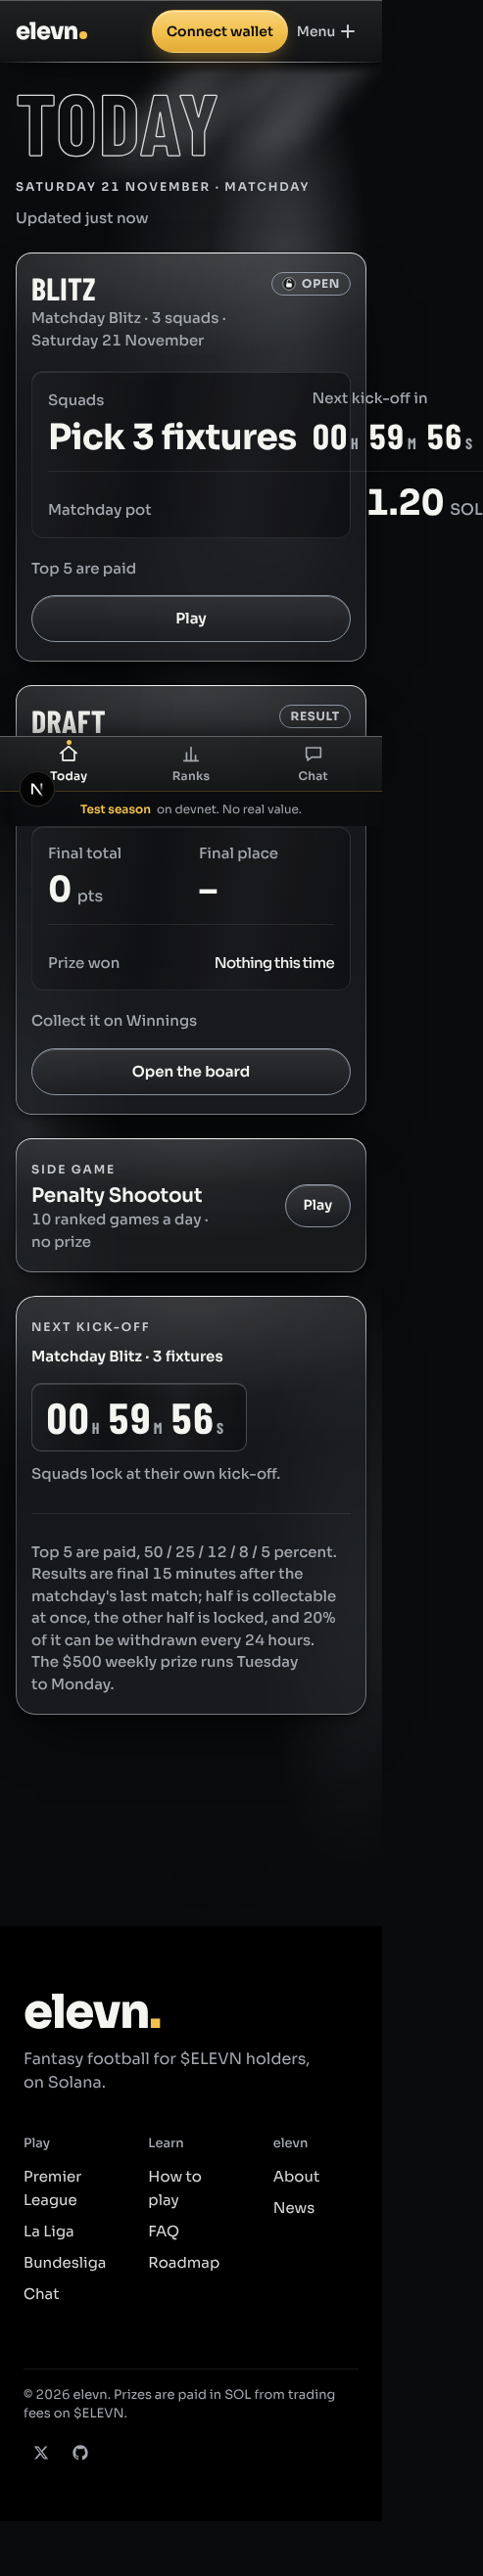 elevn.
Connect wallet
Menu
TODAY
SATURDAY 21 NOVEMBER · MATCHDAY
Updated just now
BLITZ
OPEN
Matchday Blitz · 3 squads ·
Saturday 21 November
Squads
Next kick-off in
Pick 3 fixtures
00 H 59 M 56 S
Matchday pot
1.20 SOL
Top 5 are paid
Play
DRAFT
RESULT
Today
Ranks
Chat
N
Test season on devnet. No real value.
Final total
Final place
0 pts
–
Prize won
Nothing this time
Collect it on Winnings
Open the board
SIDE GAME
Penalty Shootout
10 ranked games a day ·
no prize
Play
NEXT KICK-OFF
Matchday Blitz · 3 fixtures
00 H 59 M 56 S
Squads lock at their own kick-off.
Top 5 are paid, 50 / 25 / 12 / 8 / 5 percent.
Results are final 15 minutes after the
matchday's last match; half is collectable
at once, the other half is locked, and 20%
of it can be withdrawn every 24 hours.
The $500 weekly prize runs Tuesday
to Monday.
elevn.
Fantasy football for $ELEVN holders,
on Solana.
Play
Premier
League
La Liga
Bundesliga
Chat
Learn
How to
play
FAQ
Roadmap
elevn
About
News
© 2026 elevn. Prizes are paid in SOL from trading
fees on $ELEVN.